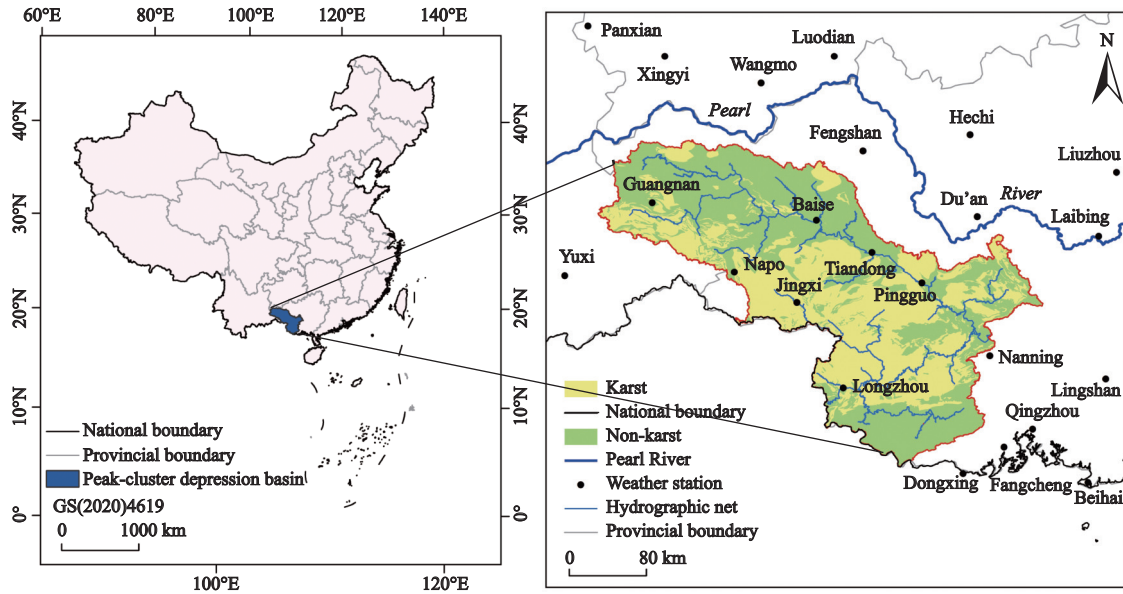 60°E
80°E
100°E
120°E
140°E
40°N
30°N
20°N
10°N
0°
40°N
30°N
20°N
10°N
0°
National boundary
Provincial boundary
Peak-cluster depression basin
GS(2020)4619
0 1000 km
100°E
120°E
Panxian
Xingyi
Wangmo
Luodian
N
Pearl
Fengshan
Hechi
Liuzhou
Guangnan
Baise
Du’an
River
Laibing
Yuxi
Napo
Jingxi
Tiandong
Pingguo
Nanning
Longzhou
Lingshan
Qingzhou
Dongxing
Fangcheng
Beihai
Karst
National boundary
Non-karst
Pearl River
Weather station
Hydrographic net
Provincial boundary
0 80 km